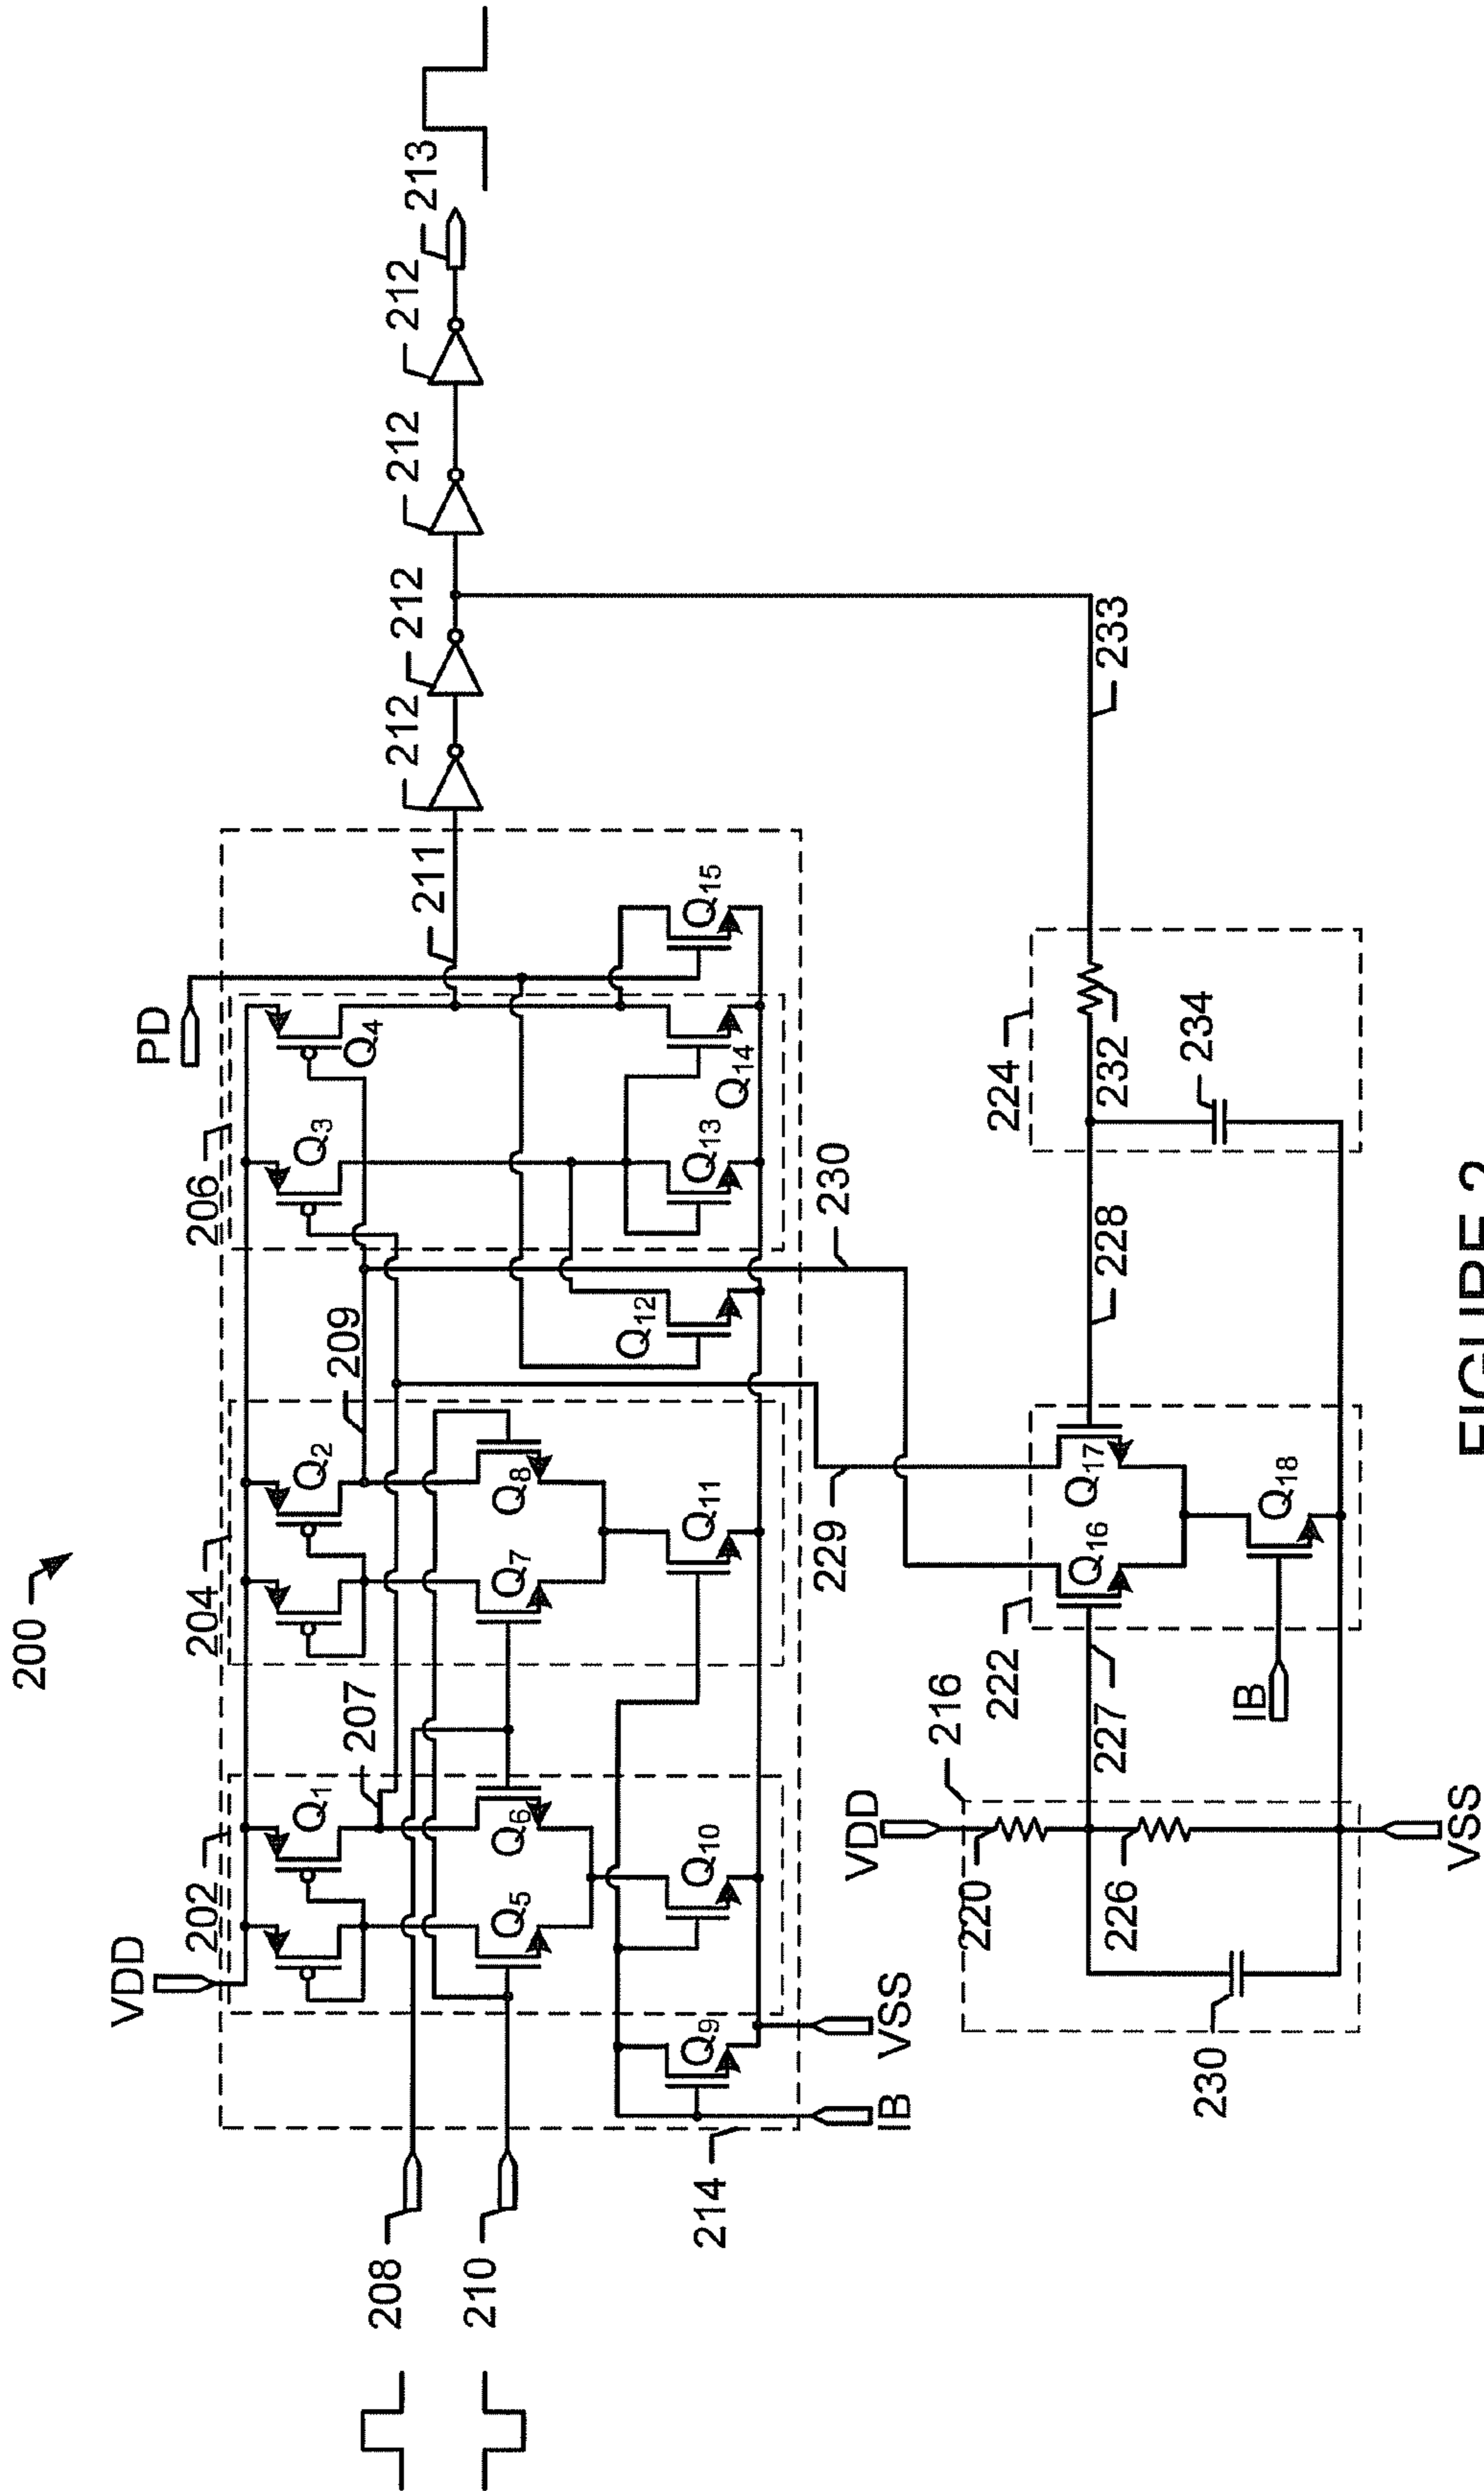 200
VDD
202
207
204
209
206
PD
211
212
212
212
212
213
Q1
Q2
Q3
Q4
208
210
Q5
Q6
Q7
Q8
Q9
Q10
Q11
Q12
Q13
Q14
Q15
214
IB
VSS
229
230
233
216
VDD
220
226
230
VSS
222
227
IB
Q16
Q17
Q18
228
224
232
234
FIGURE 2